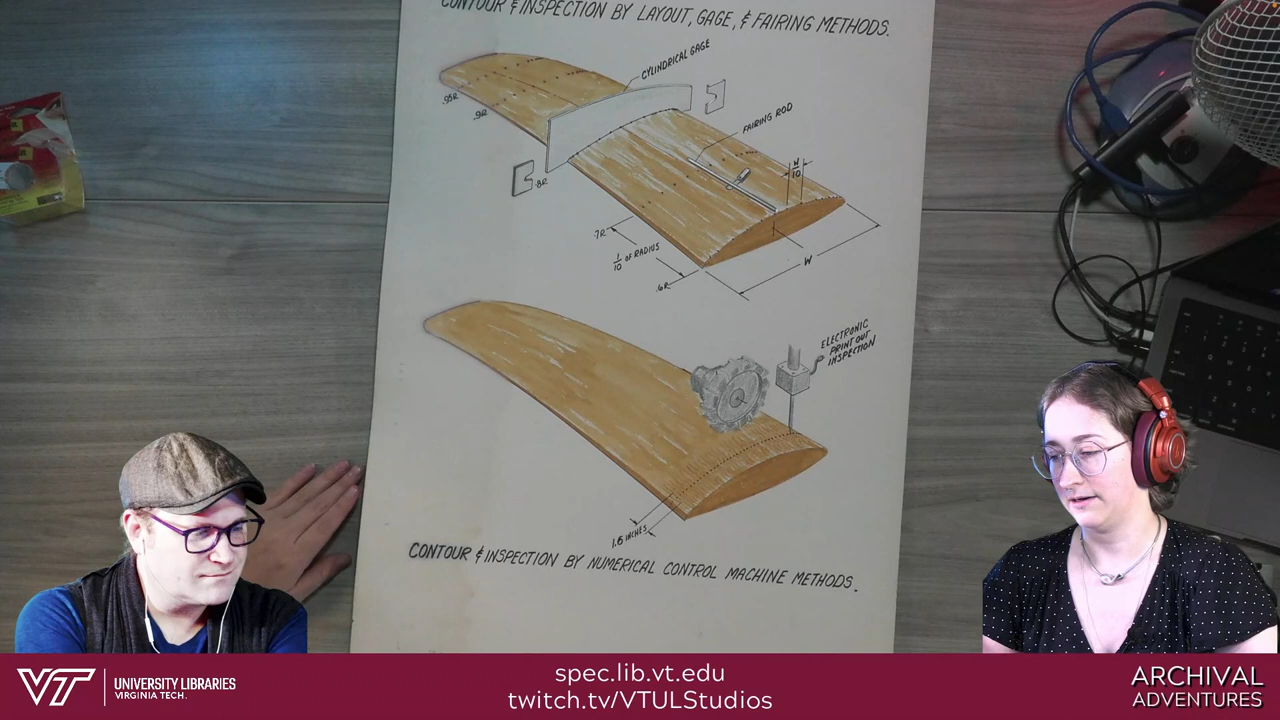 CONTOUR & INSPECTION BY LAYOUT, GAGE, & FAIRING METHODS.
CYLINDRICAL GAGE
.95R
.9R
FAIRING ROD
W/10
.8R
.7R
1/10 OF RADIUS
W
.6R
ELECTRONIC
PRINT OUT
INSPECTION
1.6 INCHES
CONTOUR & INSPECTION BY NUMERICAL CONTROL MACHINE METHODS.
VT
UNIVERSITY LIBRARIES
VIRGINIA TECH.
spec.lib.vt.edu
twitch.tv/VTULStudios
ARCHIVAL
ADVENTURES